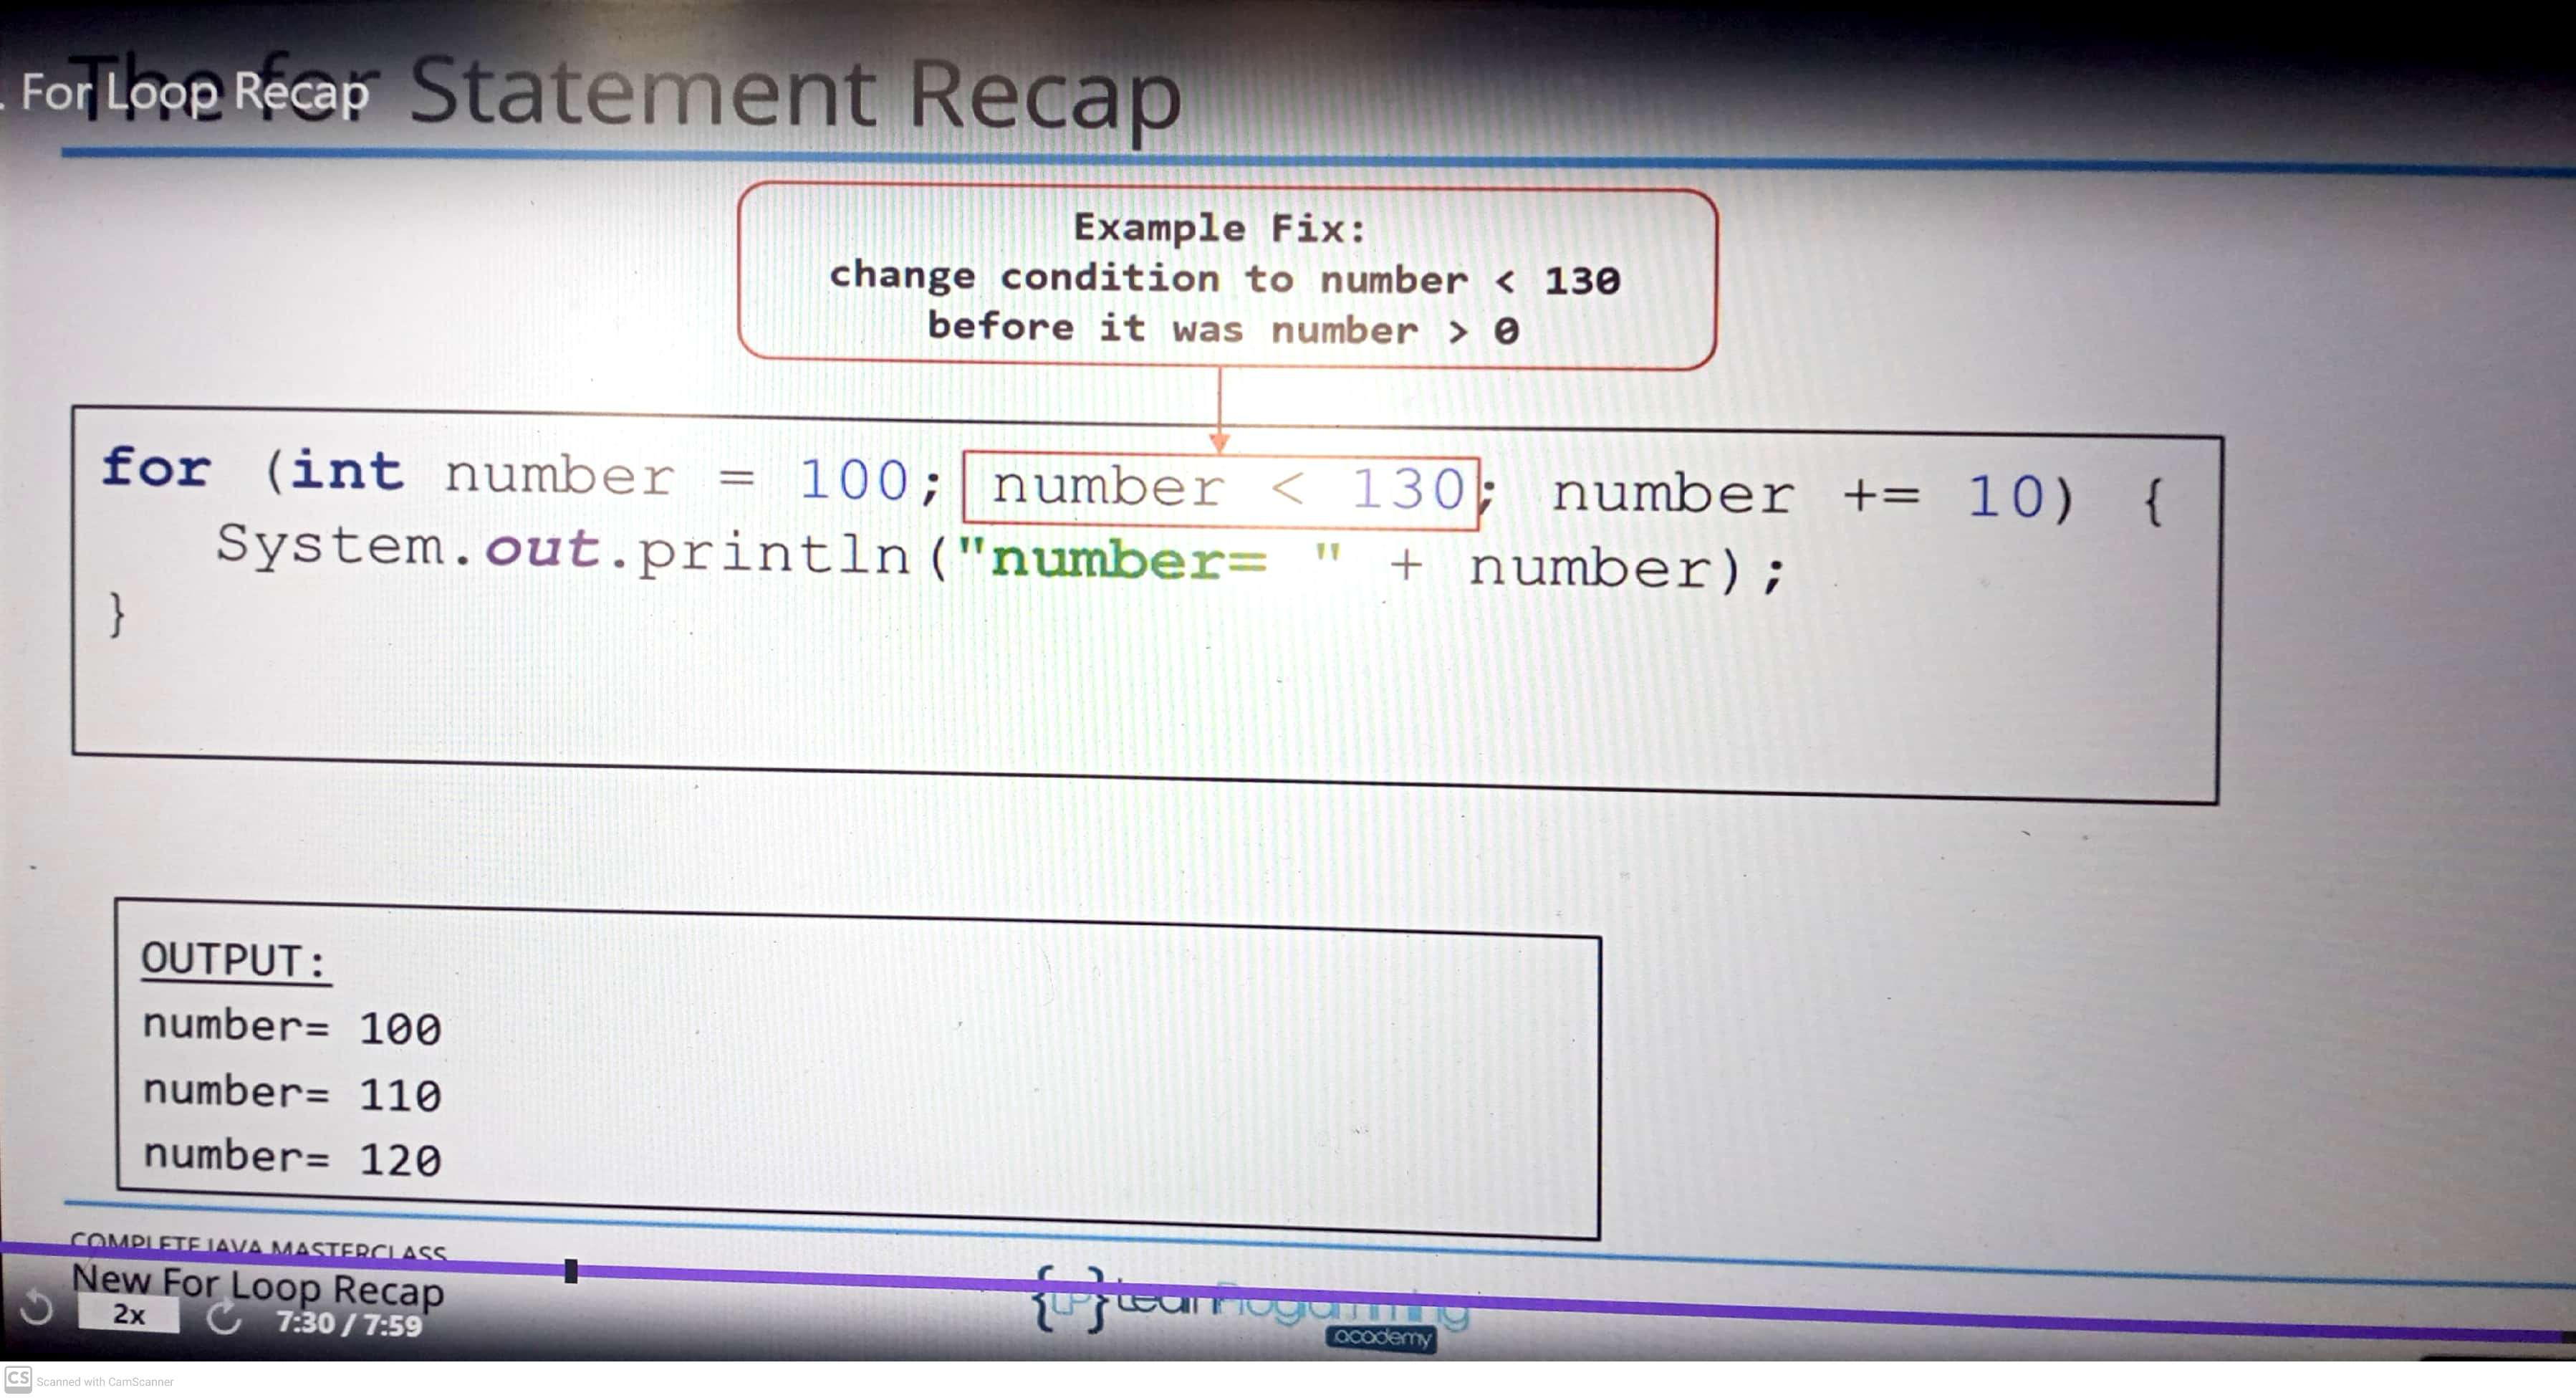 The for Statement Recap
. For Loop Recap
Example Fix:
change condition to number < 130
before it was number > 0
for (int number = 100; number < 130; number += 10) {
System.out.println("number= " + number);
}
OUTPUT:
number= 100
number= 110
number= 120
COMPLETE JAVA MASTERCLASS
New For Loop Recap
2x
7:30 / 7:59
{LP} Learn Programming
academy
CS Scanned with CamScanner